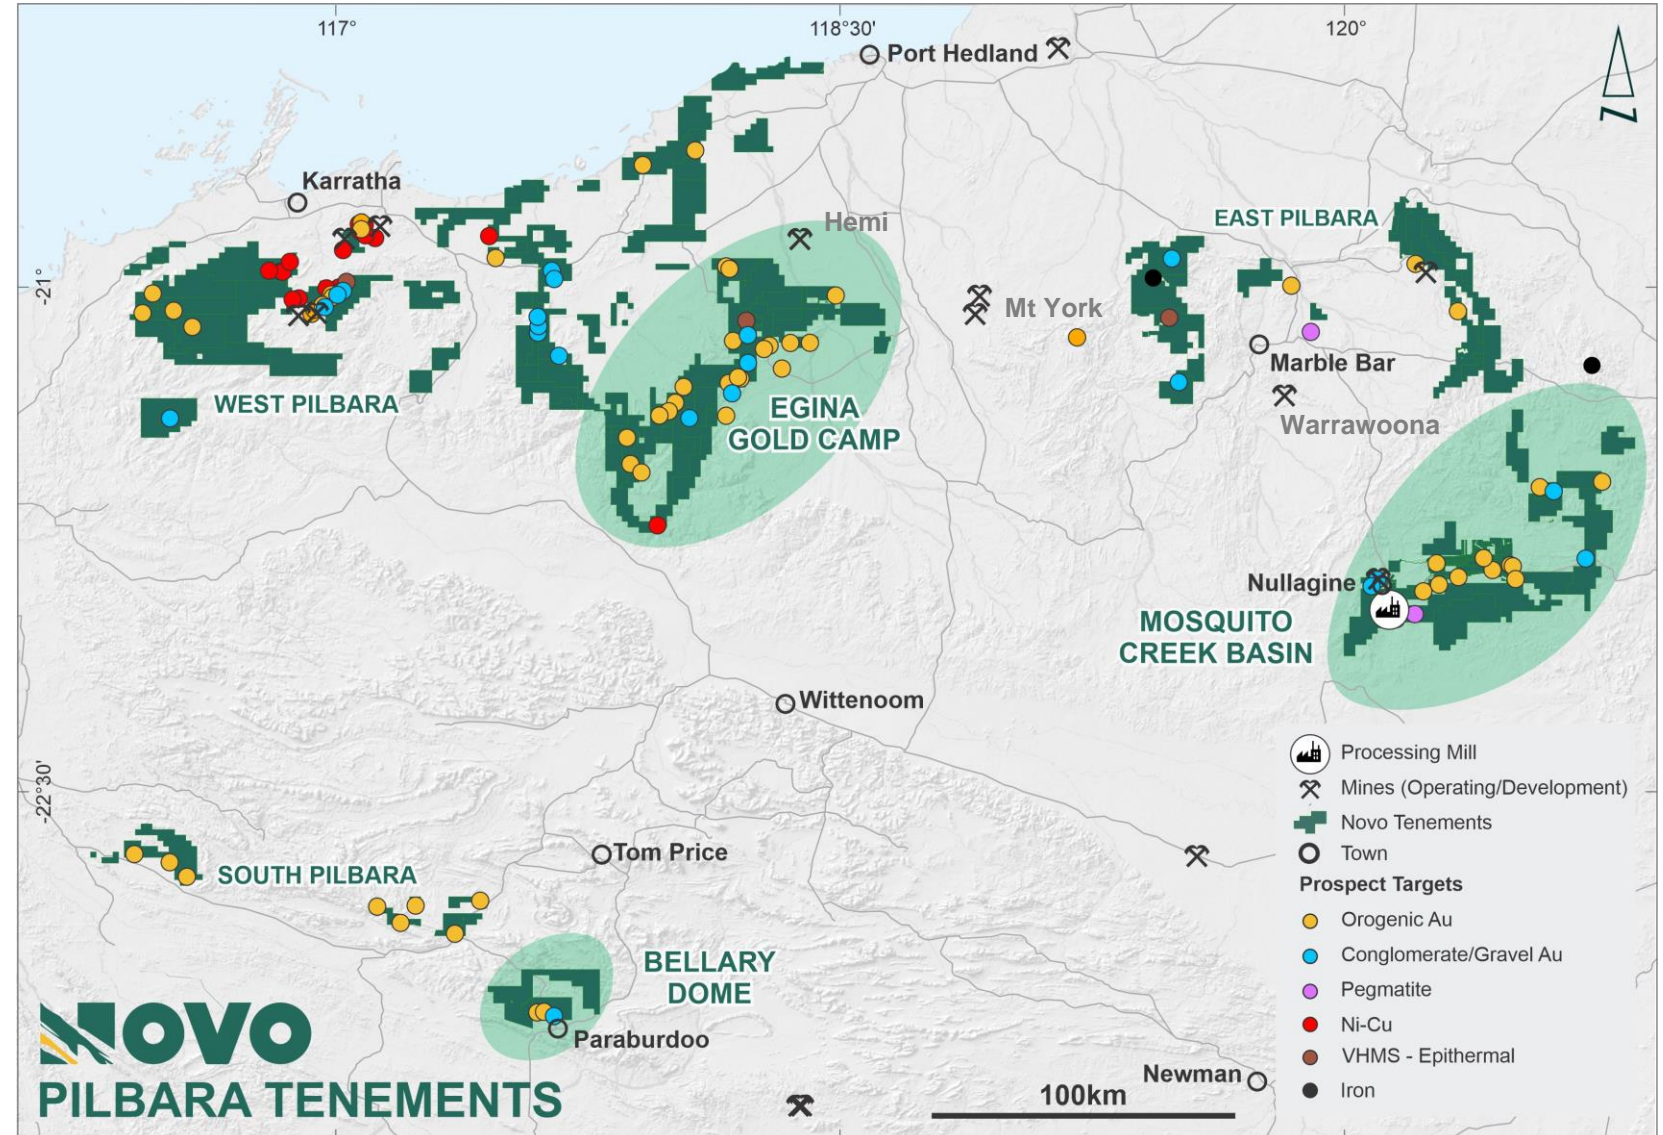 117°
118°30'
120°
Port Hedland
Karratha
Hemi
EAST PILBARA
-21°
Mt York
Marble Bar
WEST PILBARA
EGINA
GOLD CAMP
Warrawoona
Nullagine
MOSQUITO
CREEK BASIN
Wittenoom
-22°30'
Tom Price
SOUTH PILBARA
BELLARY
DOME
Paraburdoo
Newman
100km
N
Processing Mill
Mines (Operating/Development)
Novo Tenements
Town
Prospect Targets
Orogenic Au
Conglomerate/Gravel Au
Pegmatite
Ni-Cu
VHMS - Epithermal
Iron
NOVO
PILBARA TENEMENTS